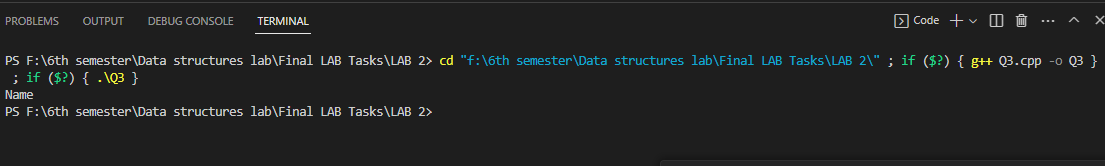 PROBLEMS OUTPUT DEBUG CONSOLE TERMINAL Code
PS F:\6th semester\Data structures lab\Final LAB Tasks\LAB 2> cd "f:\6th semester\Data structures lab\Final LAB Tasks\LAB 2\" ; if ($?) { g++ Q3.cpp -o Q3 }
; if ($?) { .\Q3 }
Name
PS F:\6th semester\Data structures lab\Final LAB Tasks\LAB 2>